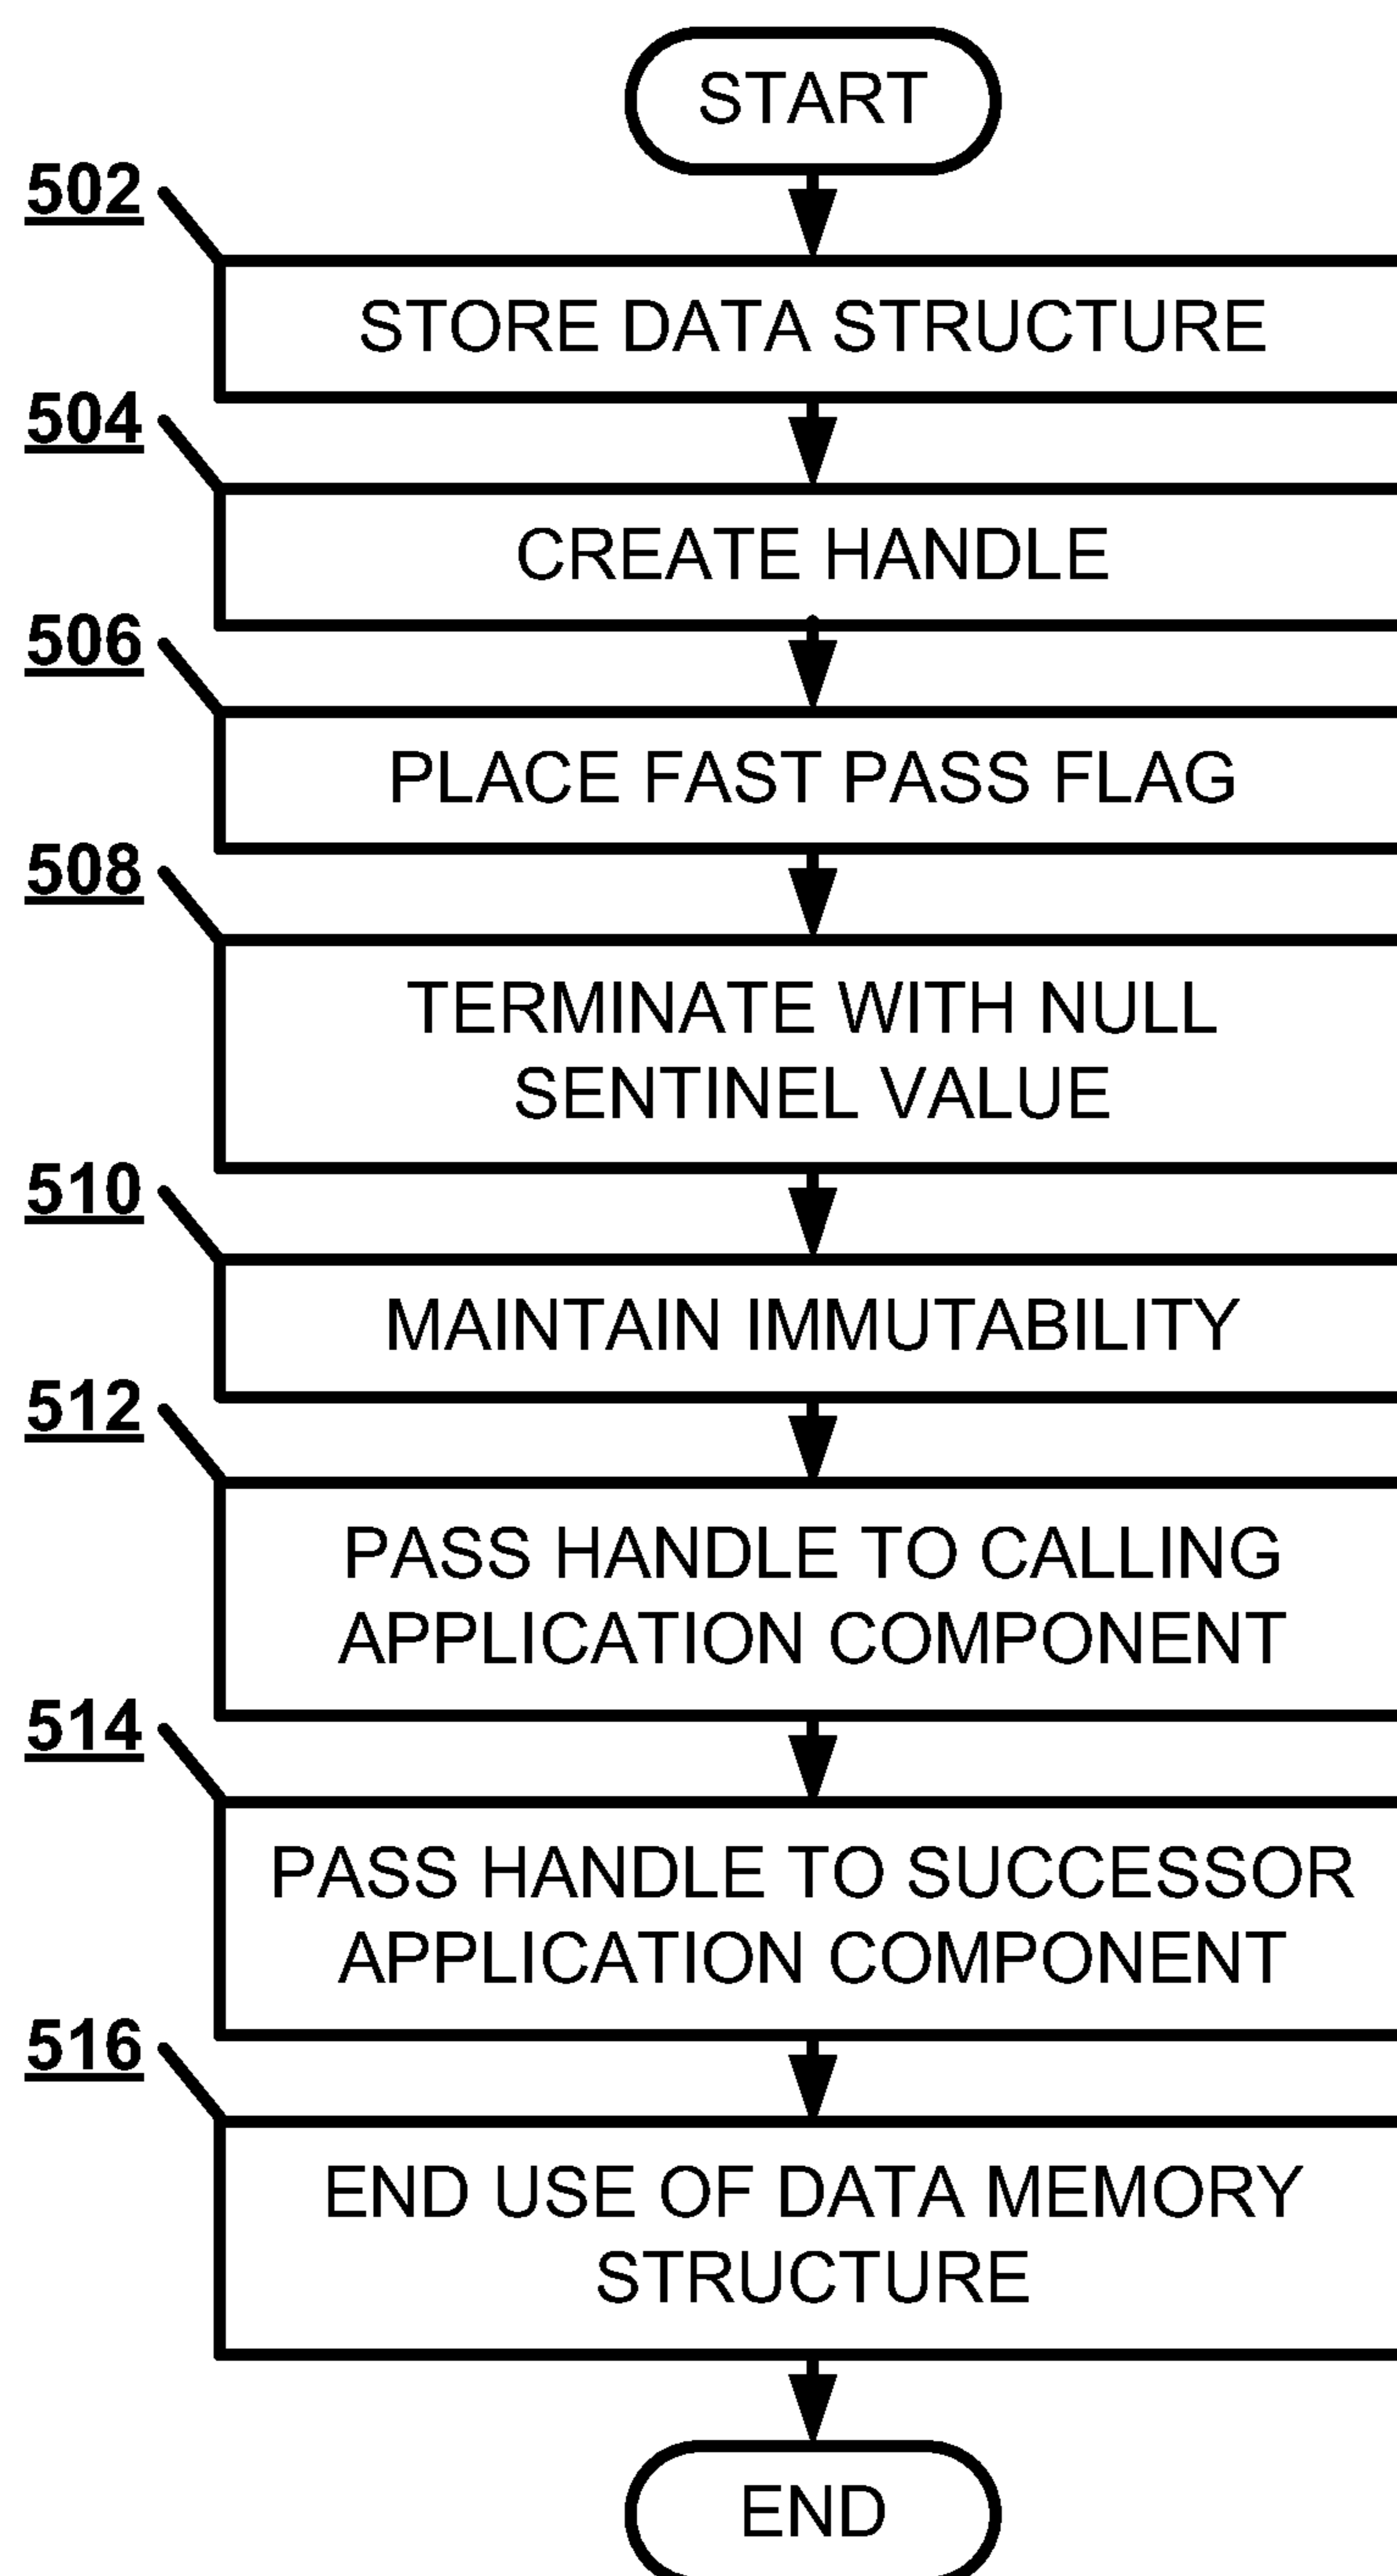 START
502
STORE DATA STRUCTURE
504
CREATE HANDLE
506
PLACE FAST PASS FLAG
508
TERMINATE WITH NULL
SENTINEL VALUE
510
MAINTAIN IMMUTABILITY
512
PASS HANDLE TO CALLING
APPLICATION COMPONENT
514
PASS HANDLE TO SUCCESSOR
APPLICATION COMPONENT
516
END USE OF DATA MEMORY
STRUCTURE
END